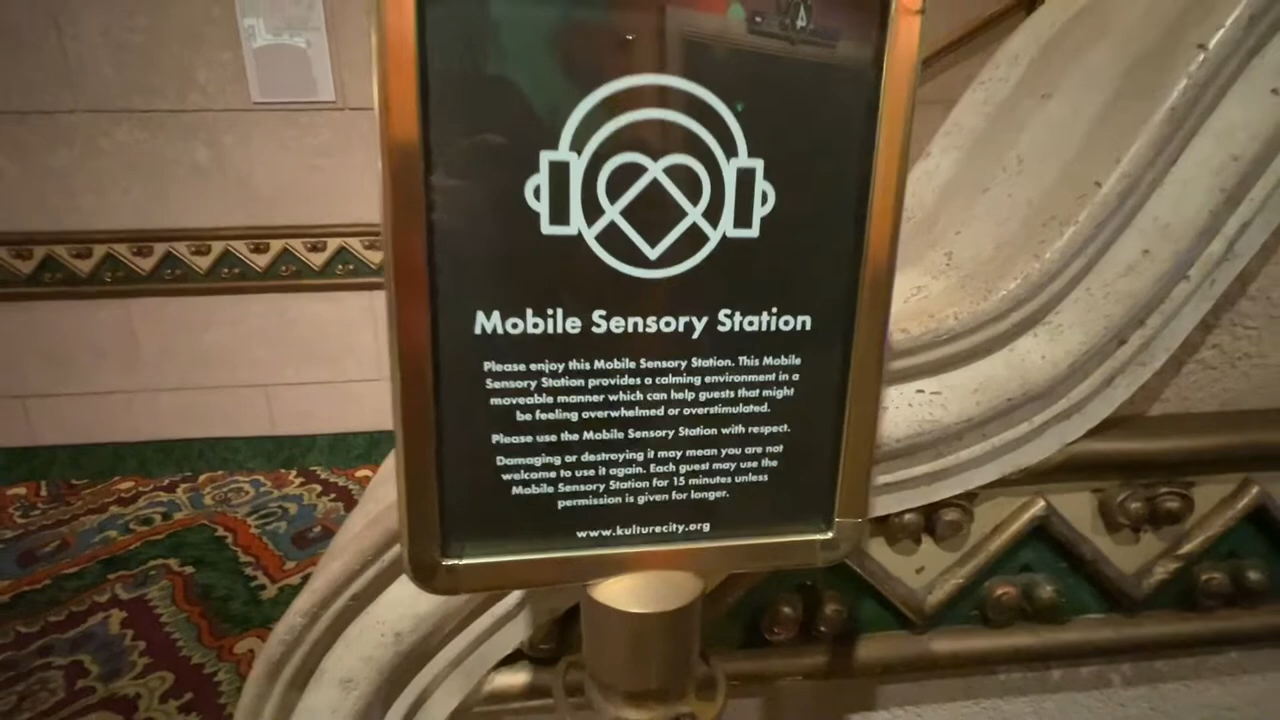 Mobile Sensory Station
Please enjoy this Mobile Sensory Station. This Mobile
Sensory Station provides a calming environment in a
moveable manner which can help guests that might
be feeling overwhelmed or overstimulated.
Please use the Mobile Sensory Station with respect.
Damaging or destroying it may mean you are not
welcome to use it again. Each guest may use the
Mobile Sensory Station for 15 minutes unless
permission is given for longer.
www.kulturecity.org